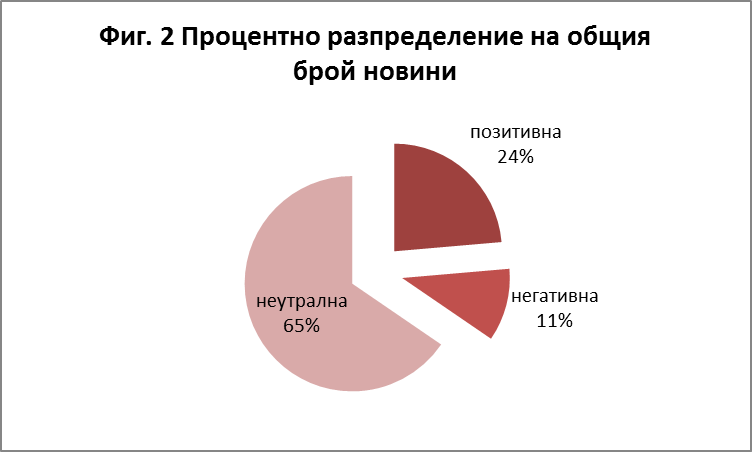 Фиг. 2 Процентно разпределение на общия
брой новини
позитивна
24%
негативна
11%
неутрална
65%